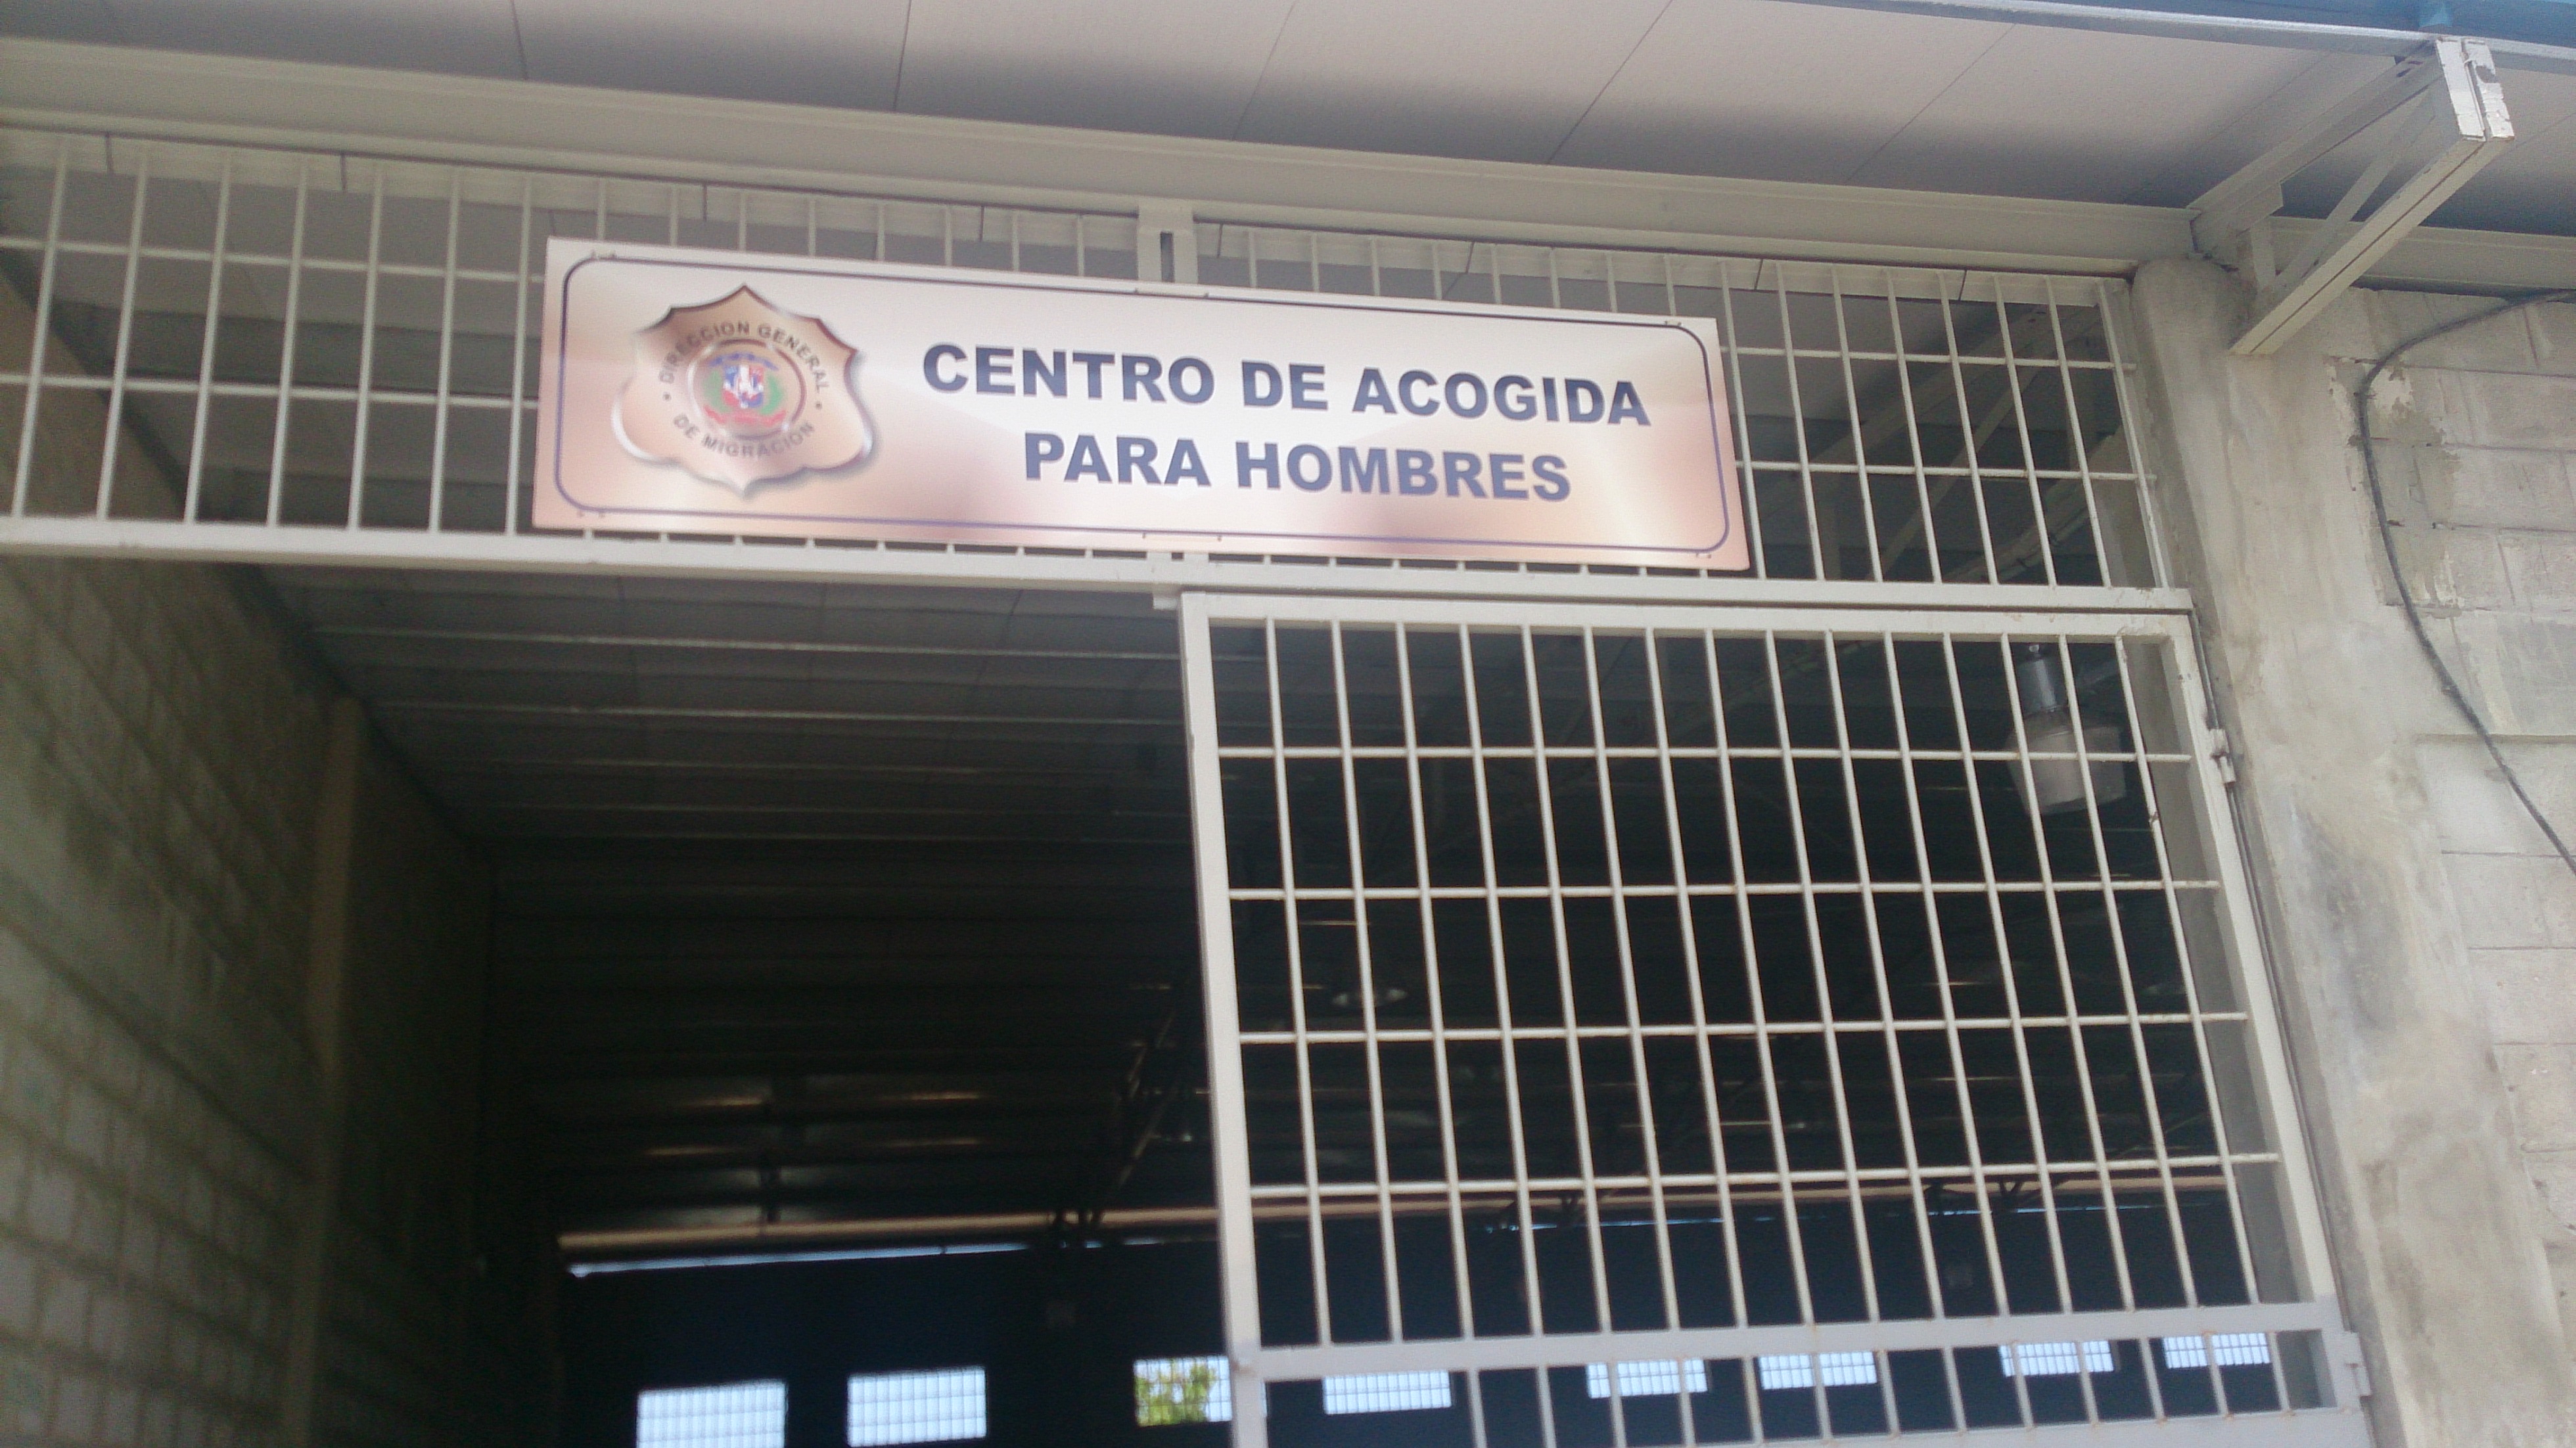 DIRECCION GENERAL
DE MIGRACION
CENTRO DE ACOGIDA
PARA HOMBRES